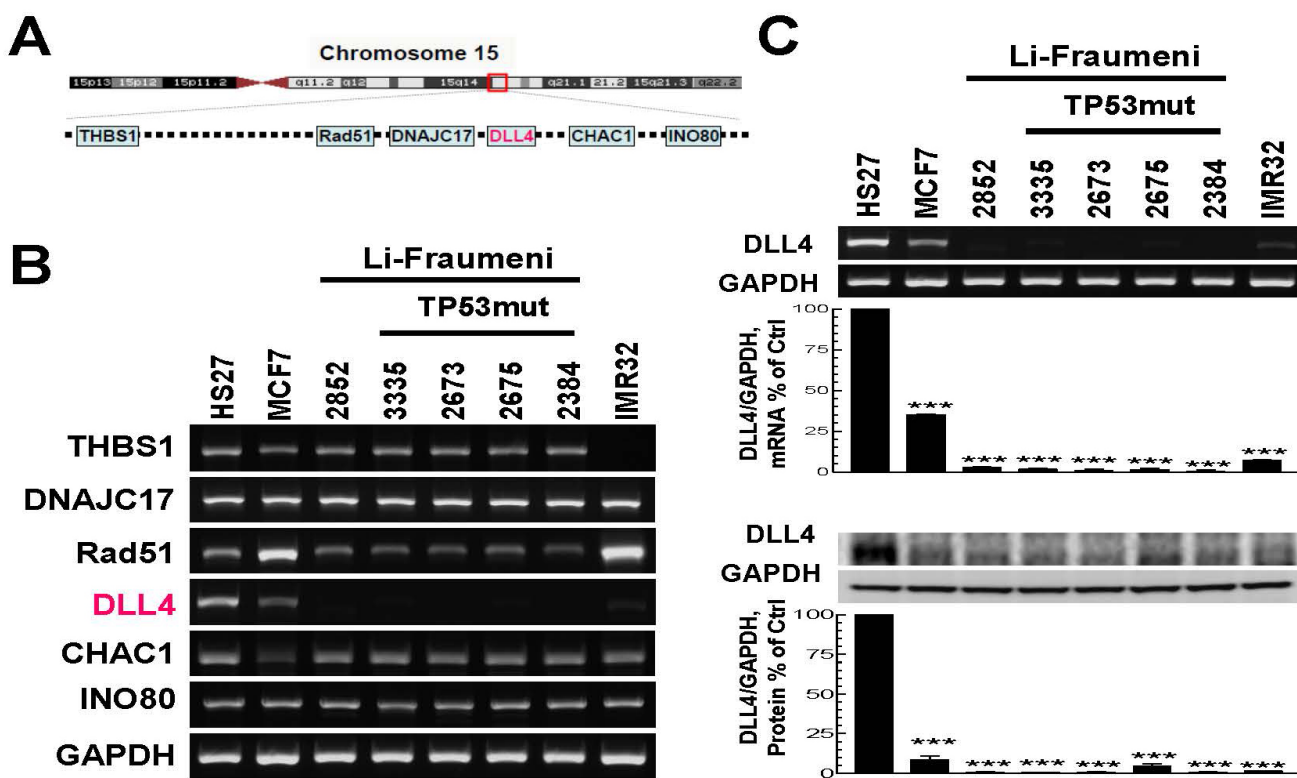 A
Chromosome 15
15p13 15p12 15p11.2 q11.2 q12 15q14 q21.1 21.2 15q21.3 q22.2
THBS1 Rad51 DNAJC17 DLL4 CHAC1 INO80
B
Li-Fraumeni
TP53mut
HS27 MCF7 2852 3335 2673 2675 2384 IMR32
THBS1
DNAJC17
Rad51
DLL4
CHAC1
INO80
GAPDH
C
Li-Fraumeni
TP53mut
HS27 MCF7 2852 3335 2673 2675 2384 IMR32
DLL4
GAPDH
DLL4/GAPDH,
mRNA % of Ctrl
100
75
50
25
0
*** *** *** *** *** *** ***
DLL4
GAPDH
DLL4/GAPDH,
Protein % of Ctrl
100
75
50
25
0
*** *** *** *** *** *** ***